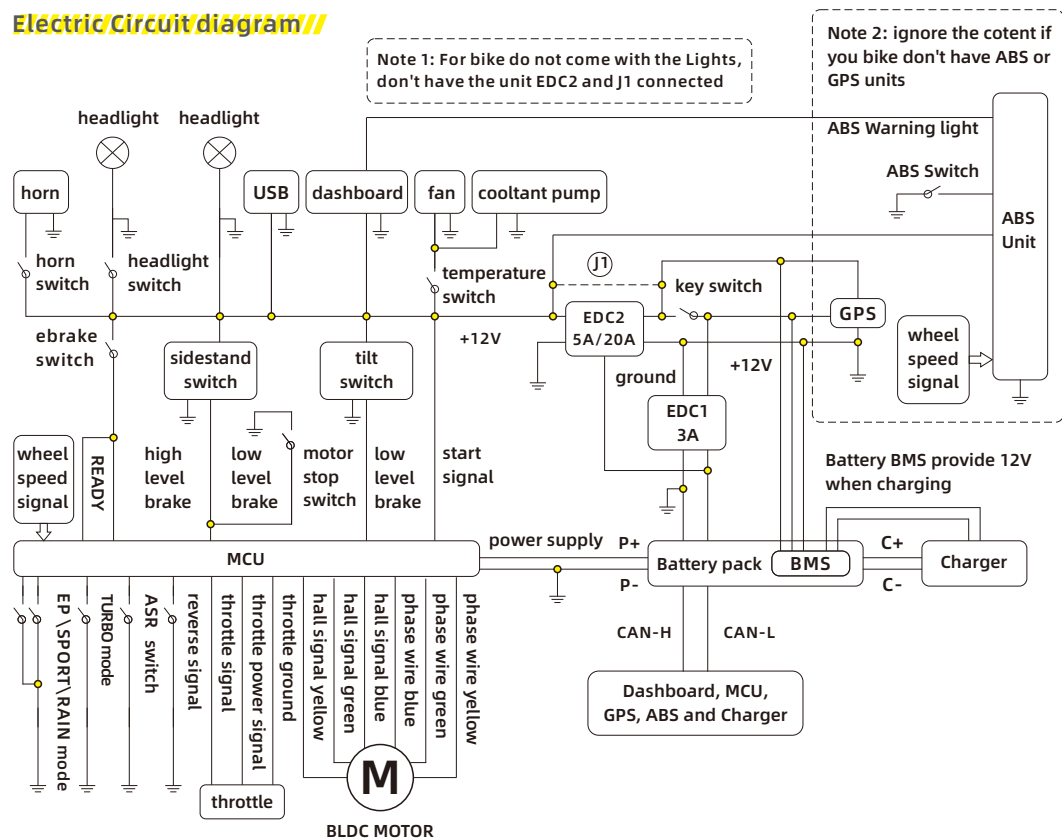 Electric Circuit diagram
Note 1: For bike do not come with the Lights,
don't have the unit EDC2 and J1 connected
Note 2: ignore the cotent if
you bike don't have ABS or
GPS units
headlight
headlight
ABS Warning light
ABS Switch
ABS
Unit
horn
USB
dashboard
fan
cooltant pump
horn
switch
headlight
switch
temperature
switch
J1
key switch
GPS
ebrake
switch
+12V
EDC2
5A/20A
sidestand
switch
tilt
switch
ground
+12V
wheel
speed
signal
EDC1
3A
wheel
speed
signal
READY
high
level
brake
low
level
brake
motor
stop
switch
low
level
brake
start
signal
Battery BMS provide 12V
when charging
MCU
power supply
P+
P-
Battery pack
BMS
C+
C-
Charger
EP \SPORT\RAIN mode
TURBO mode
ASR switch
reverse signal
throttle signal
throttle power signal
throttle ground
hall signal yellow
hall signal green
hall signal blue
phase wire blue
phase wire green
phase wire yellow
CAN-H
CAN-L
Dashboard, MCU,
GPS, ABS and Charger
throttle
M
BLDC MOTOR